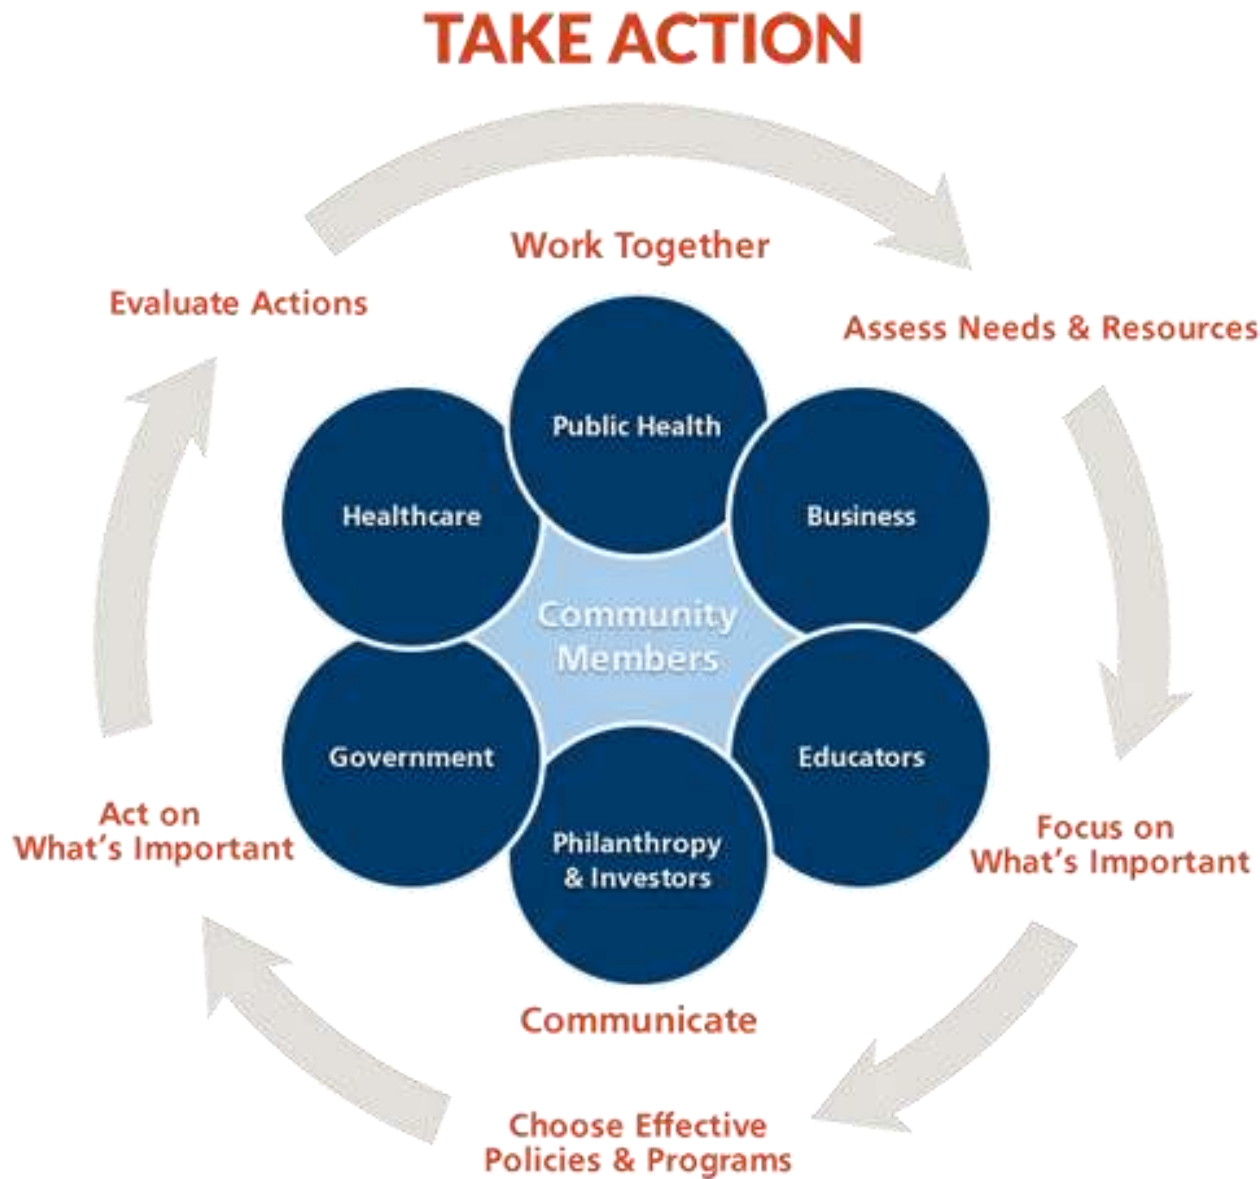 TAKE ACTION
Work Together
Evaluate Actions
Assess Needs & Resources
Public Health
Healthcare
Business
Community
Members
Government
Educators
Act on
What's Important
Focus on
What's Important
Philanthropy
& Investors
Communicate
Choose Effective
Policies & Programs